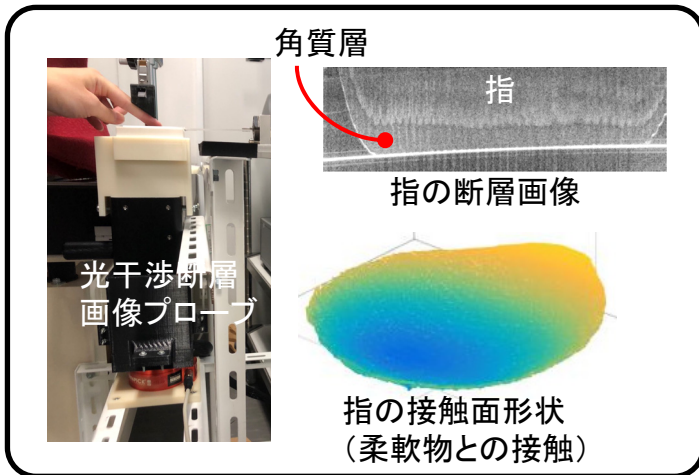 角質層
指
指の断層画像
光干渉断層
画像プローブ
指の接触面形状
（柔軟物との接触）